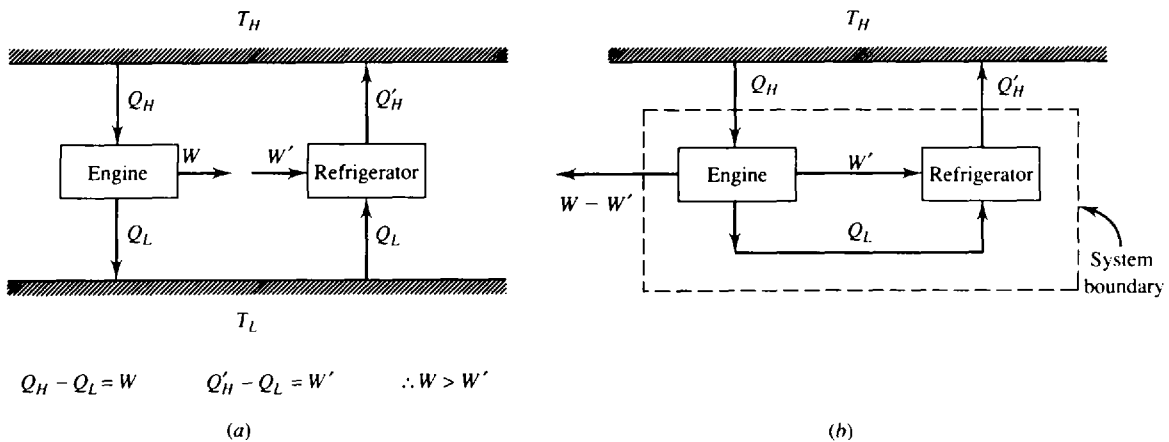 T_H
Q_H
Q'_H
W
W'
Engine
Refrigerator
Q_L
Q_L
T_L
Q_H − Q_L = W
Q'_H − Q_L = W'
∴ W > W'
(a)
T_H
Q_H
Q'_H
Engine
W'
Refrigerator
W − W'
Q_L
System
boundary
(b)